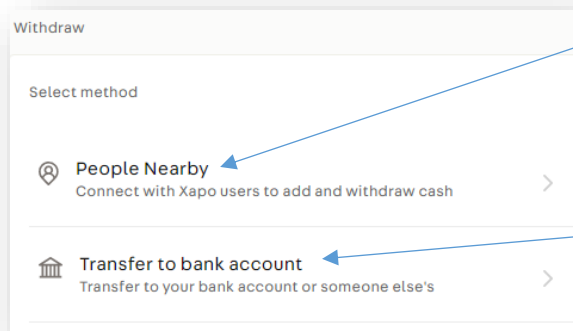 Withdraw
Select method
People Nearby
Connect with Xapo users to add and withdraw cash
Transfer to bank account
Transfer to your bank account or someone else's